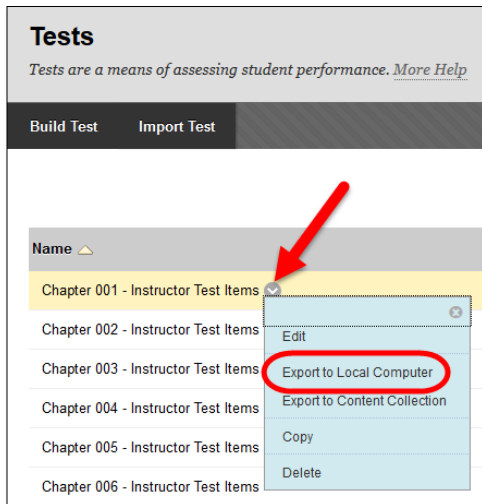 Tests
Tests are a means of assessing student performance. More Help
Build Test Import Test
Name
Chapter 001 - Instructor Test Items
Chapter 002 - Instructor Test Items
Chapter 003 - Instructor Test Items
Chapter 004 - Instructor Test Items
Chapter 005 - Instructor Test Items
Chapter 006 - Instructor Test Items
Edit
Export to Local Computer
Export to Content Collection
Copy
Delete